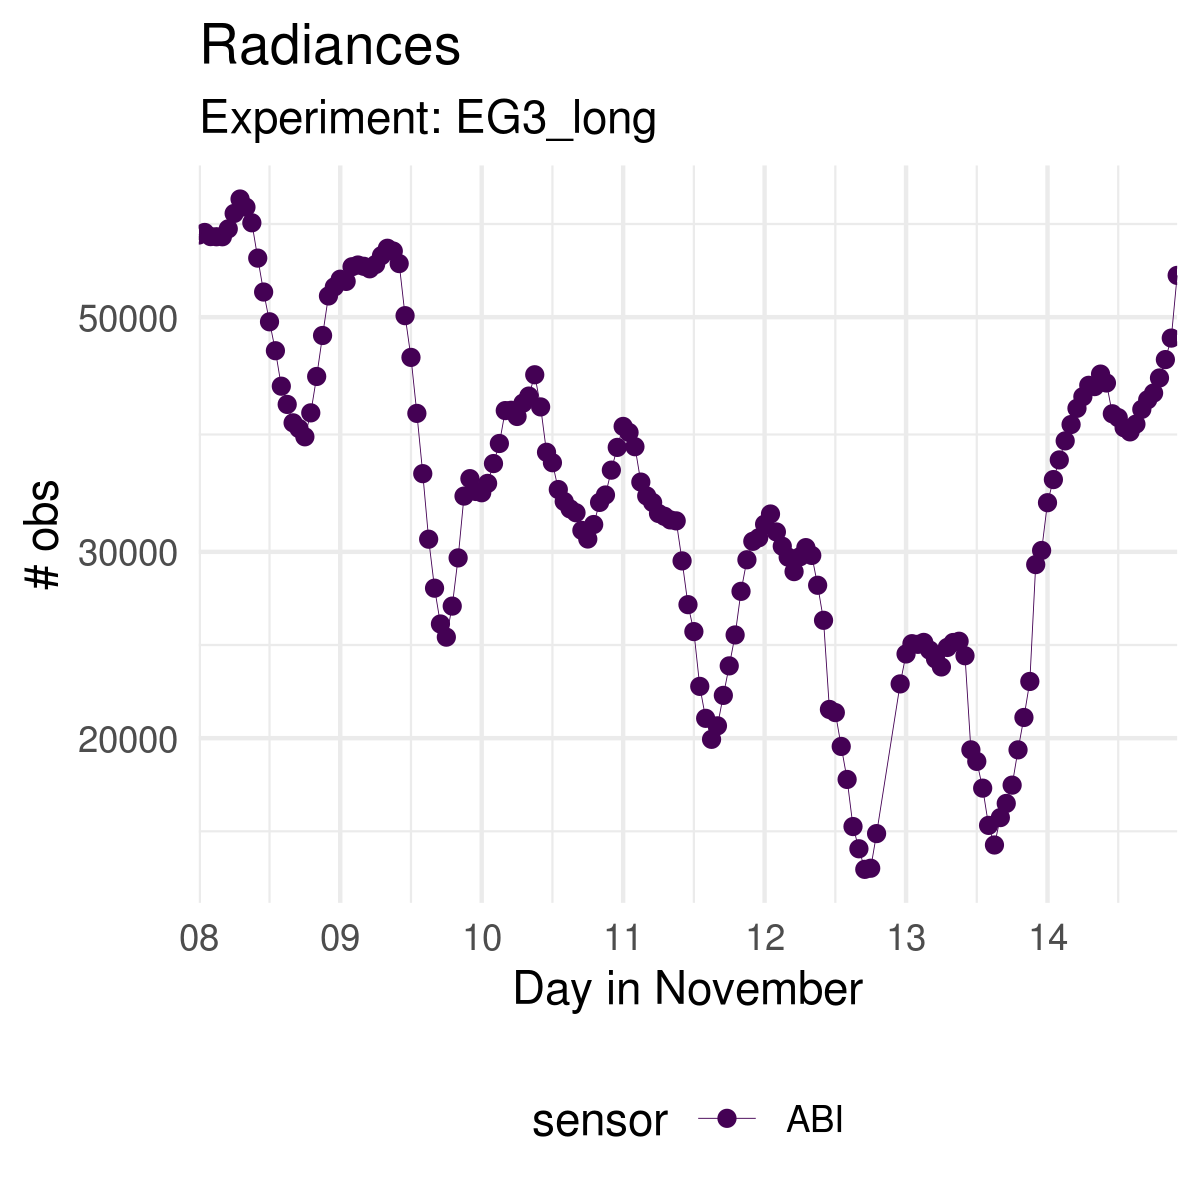 Radiances
Experiment: EG3_long
# obs
50000
30000
20000
08 09 10 11 12 13 14
Day in November
sensor ABI